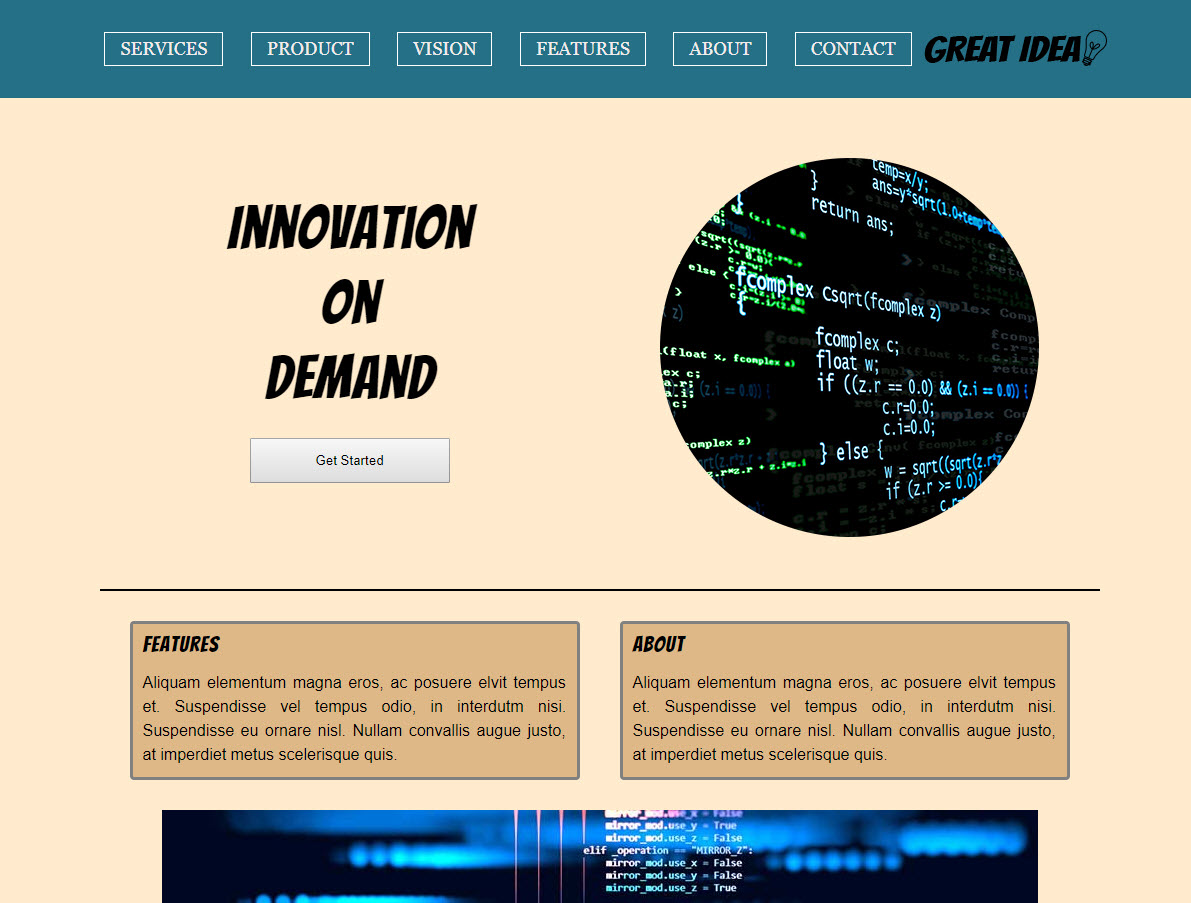 SERVICES PRODUCT VISION FEATURES ABOUT CONTACT GREAT IDEA
INNOVATION
ON
DEMAND
Get Started
temp=x/y;
}
ans=y*sqrt(1.0+temp*te
return ans;
else {
fcomplex Csqrt(fcomplex z)
{
fcomplex c;
float w;
if ((z.r == 0.0) && (z.i == 0.0)) {
c.r=0.0;
c.i=0.0;
} else {
w = sqrt((sqrt(z.r*z
if (z.r >= 0.0){
FEATURES
Aliquam elementum magna eros, ac posuere elvit tempus
et. Suspendisse vel tempus odio, in interdutm nisi.
Suspendisse eu ornare nisl. Nullam convallis augue justo,
at imperdiet metus scelerisque quis.
ABOUT
Aliquam elementum magna eros, ac posuere elvit tempus
et. Suspendisse vel tempus odio, in interdutm nisi.
Suspendisse eu ornare nisl. Nullam convallis augue justo,
at imperdiet metus scelerisque quis.
mirror_mod.use_x = False
mirror_mod.use_y = True
mirror_mod.use_z = False
elif _operation == "MIRROR_Z":
mirror_mod.use_x = False
mirror_mod.use_y = False
mirror_mod.use_z = True